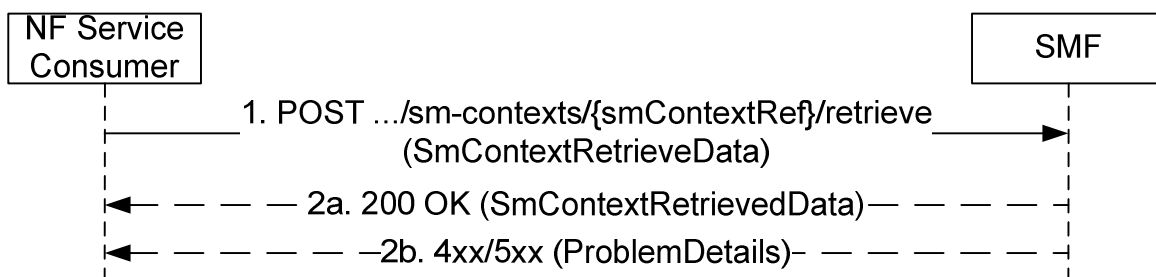 NF Service
Consumer
SMF
1. POST .../sm-contexts/{smContextRef}/retrieve
(SmContextRetrieveData)
2a. 200 OK (SmContextRetrievedData)
2b. 4xx/5xx (ProblemDetails)